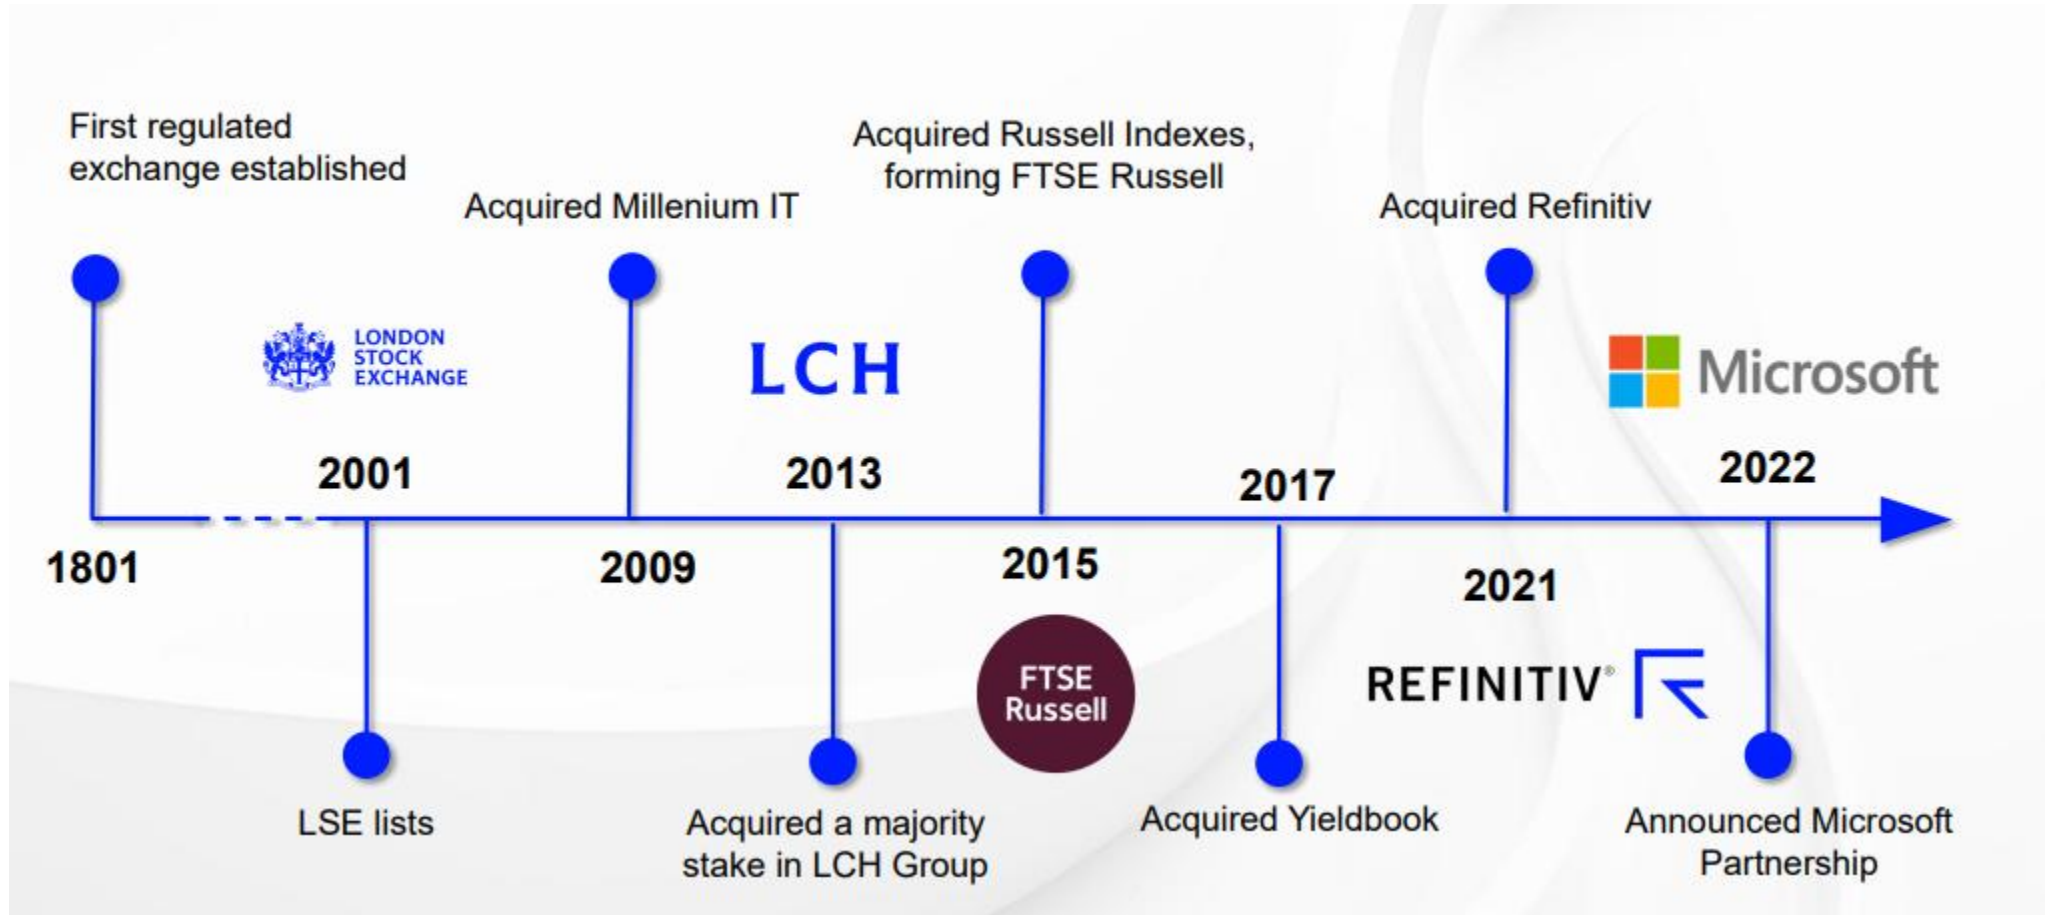 First regulated
exchange established
Acquired Millenium IT
Acquired Russell Indexes,
forming FTSE Russell
Acquired Refinitiv
LONDON
STOCK
EXCHANGE
LCH
Microsoft
2001
2013
2017
2022
1801
2009
2015
2021
FTSE
Russell
REFINITIV®
LSE lists
Acquired a majority
stake in LCH Group
Acquired Yieldbook
Announced Microsoft
Partnership